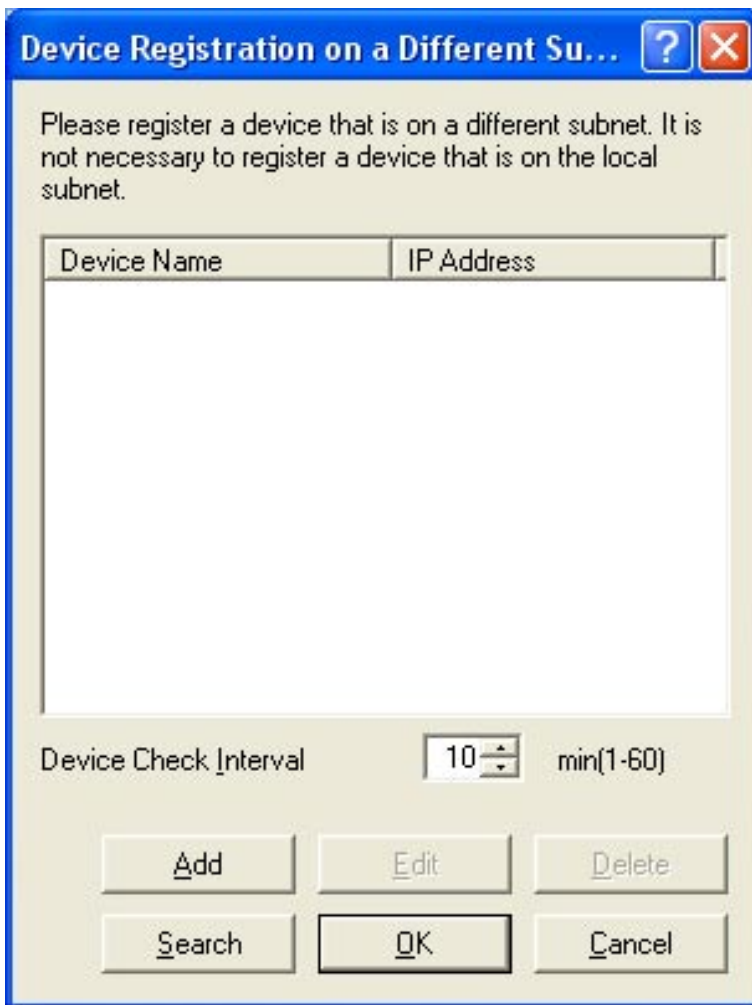 Device Registration on a Different Su...
Please register a device that is on a different subnet. It is
not necessary to register a device that is on the local
subnet.
Device Name IP Address
Device Check Interval 10 min(1-60)
Add Edit Delete
Search OK Cancel